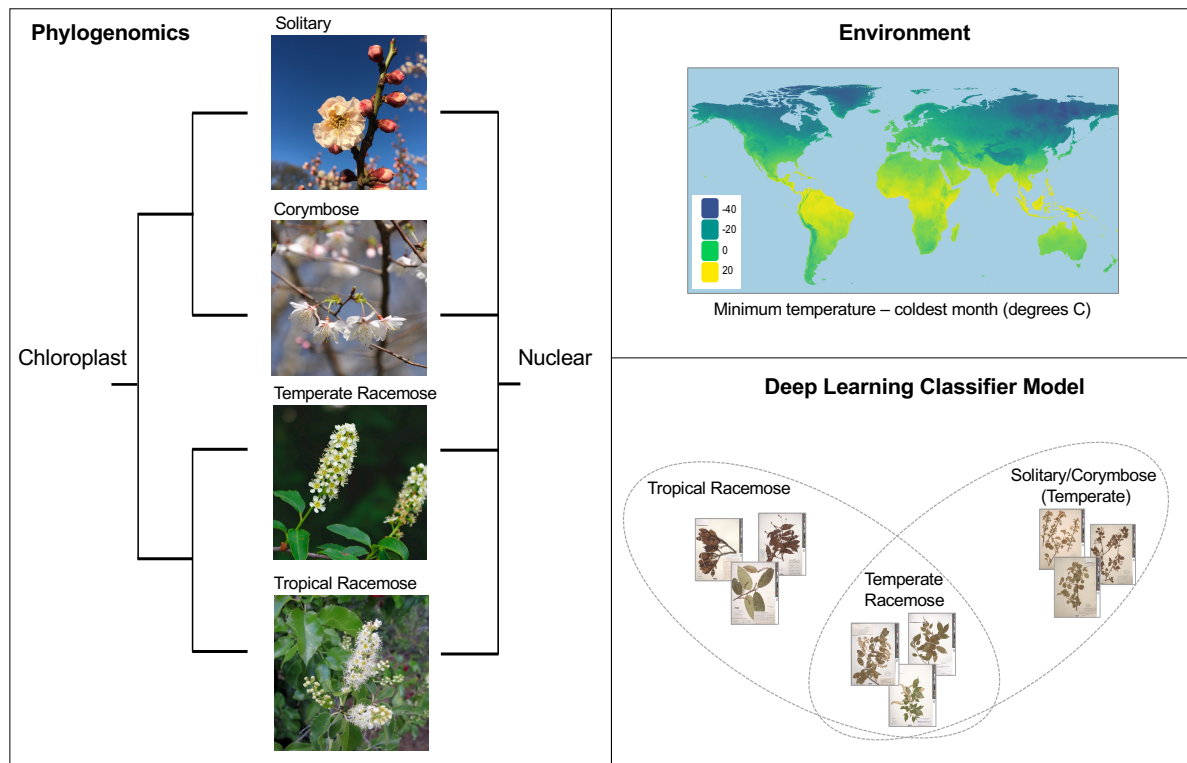 Phylogenomics
Solitary
Corymbose
Chloroplast
Nuclear
Temperate Racemose
Tropical Racemose
Environment
-40
-20
0
20
Minimum temperature – coldest month (degrees C)
Deep Learning Classifier Model
Tropical Racemose
Solitary/Corymbose
(Temperate)
Temperate
Racemose